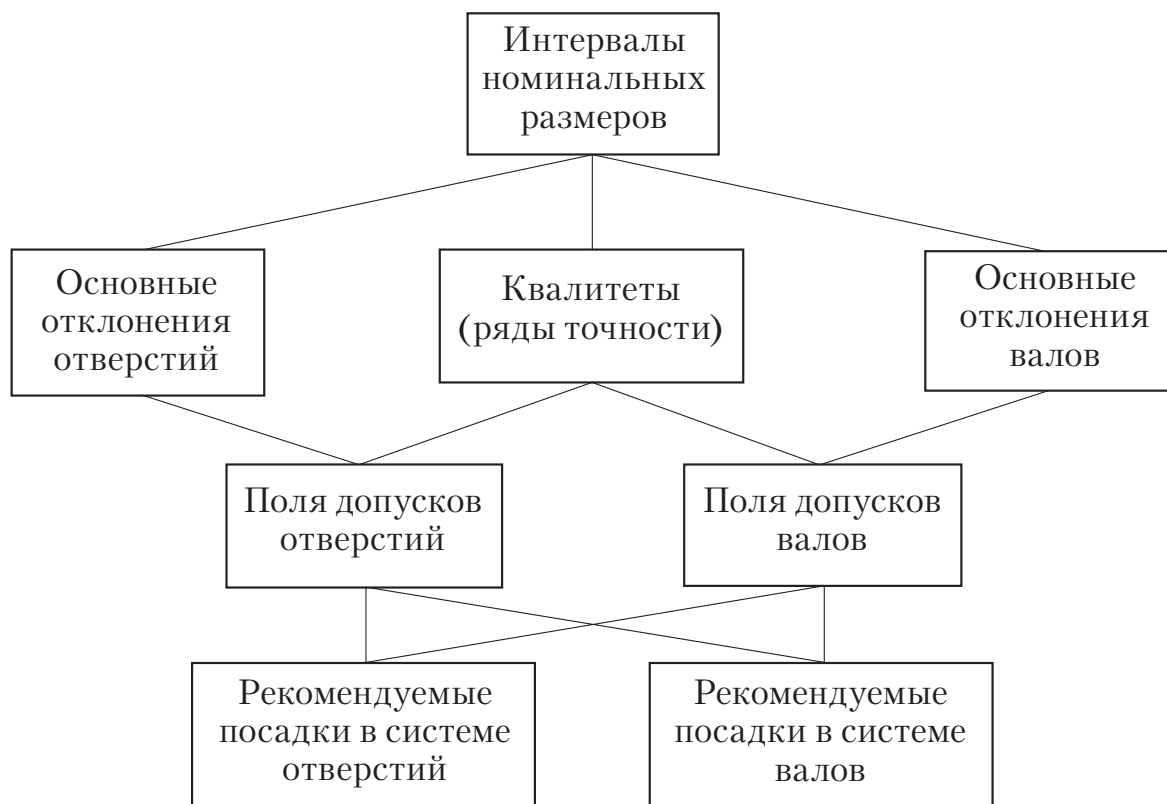 Интервалы
номинальных
размеров
Основные
отклонения
отверстий
Квалитеты
(ряды точности)
Основные
отклонения
валов
Поля допусков
отверстий
Поля допусков
валов
Рекомендуемые
посадки в системе
отверстий
Рекомендуемые
посадки в системе
валов